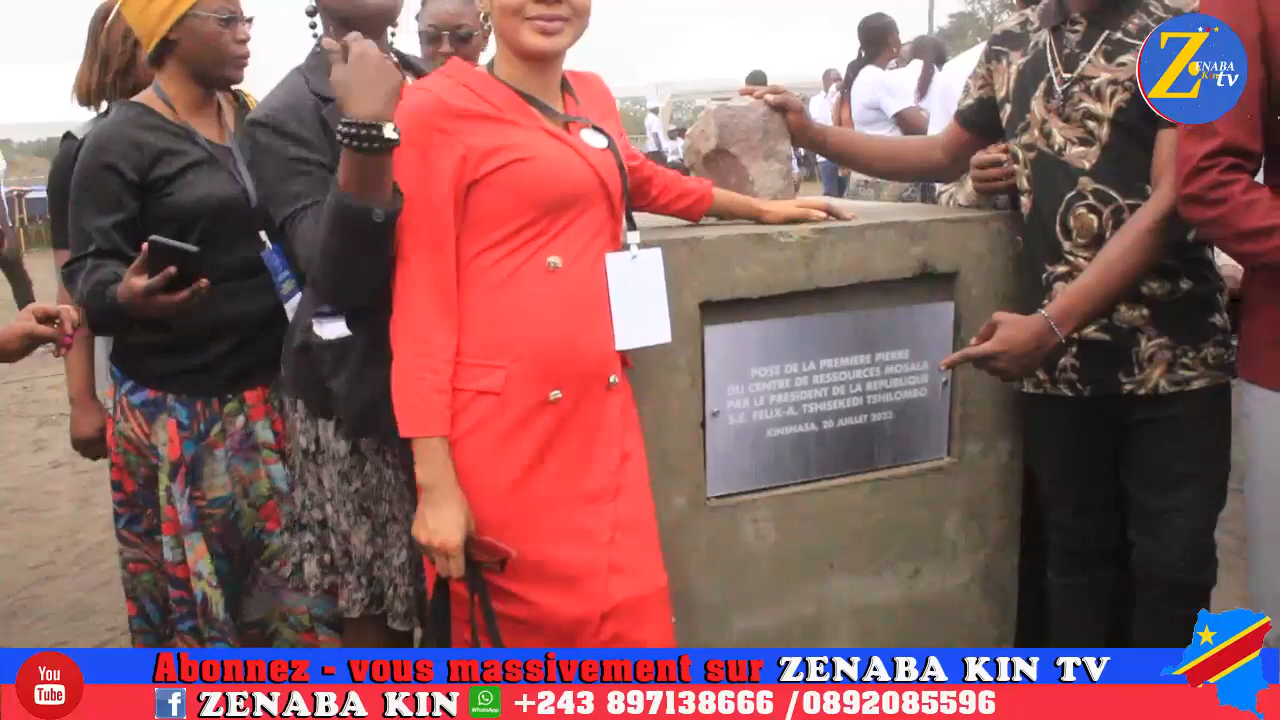 ZENABA
Kin
tv
POSE DE LA PREMIERE PIERRE
DU CENTRE DE RESSOURCES MOSALA
PAR LE PRESIDENT DE LA REPUBLIQUE
S.E. FELIX-A. TSHISEKEDI TSHILOMBO
KINSHASA, 20 JUILLET 2023
You
Tube
Abonnez - vous massivement sur ZENABA KIN TV
f ZENABA KIN WhatsApp +243 897138666 /0892085596